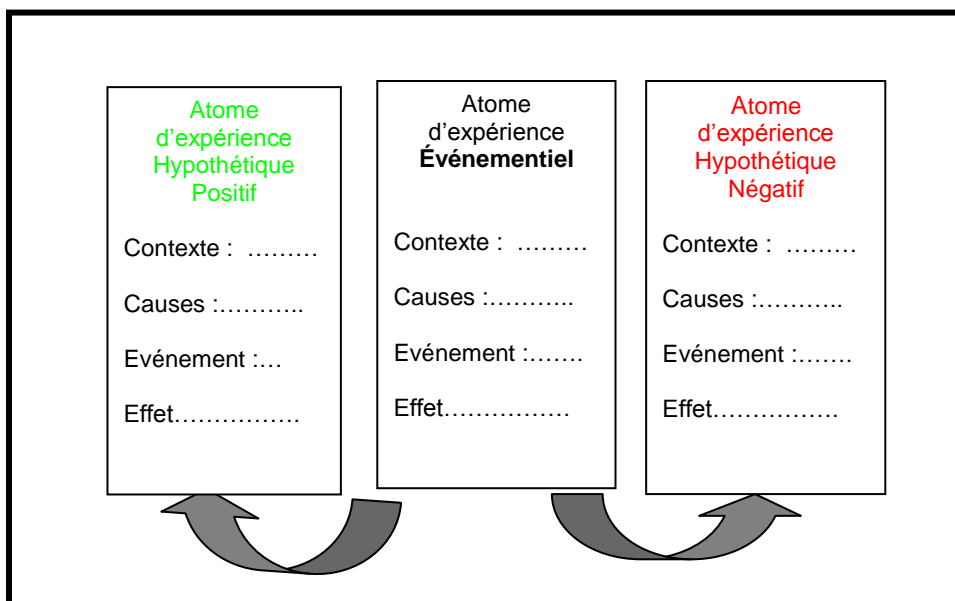 Atome
d’expérience
Hypothétique
Positif
Contexte :  ………
Causes :………..
Evénement :…
Effet…………….
Atome
d’expérience
Événementiel
Contexte :  ………
Causes :………..
Evénement :…….
Effet…………….
Atome
d’expérience
Hypothétique
Négatif
Contexte :  ………
Causes :………..
Evénement :…….
Effet…………….